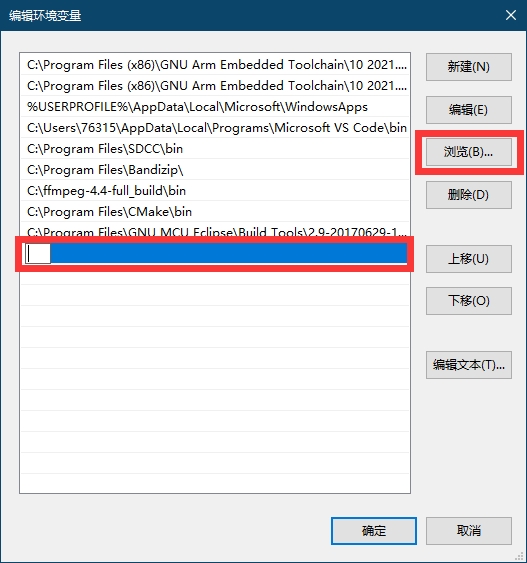 编辑环境变量
C:\Program Files (x86)\GNU Arm Embedded Toolchain\10 2021....
C:\Program Files (x86)\GNU Arm Embedded Toolchain\10 2021....
%USERPROFILE%\AppData\Local\Microsoft\WindowsApps
C:\Users\76315\AppData\Local\Programs\Microsoft VS Code\bin
C:\Program Files\SDCC\bin
C:\Program Files\Bandizip\
C:\ffmpeg-4.4-full_build\bin
C:\Program Files\CMake\bin
C:\Program Files\GNU MCU Eclipse\Build Tools\2.9-20170629-1...
新建(N)
编辑(E)
浏览(B)...
删除(D)
上移(U)
下移(O)
编辑文本(T)...
确定
取消